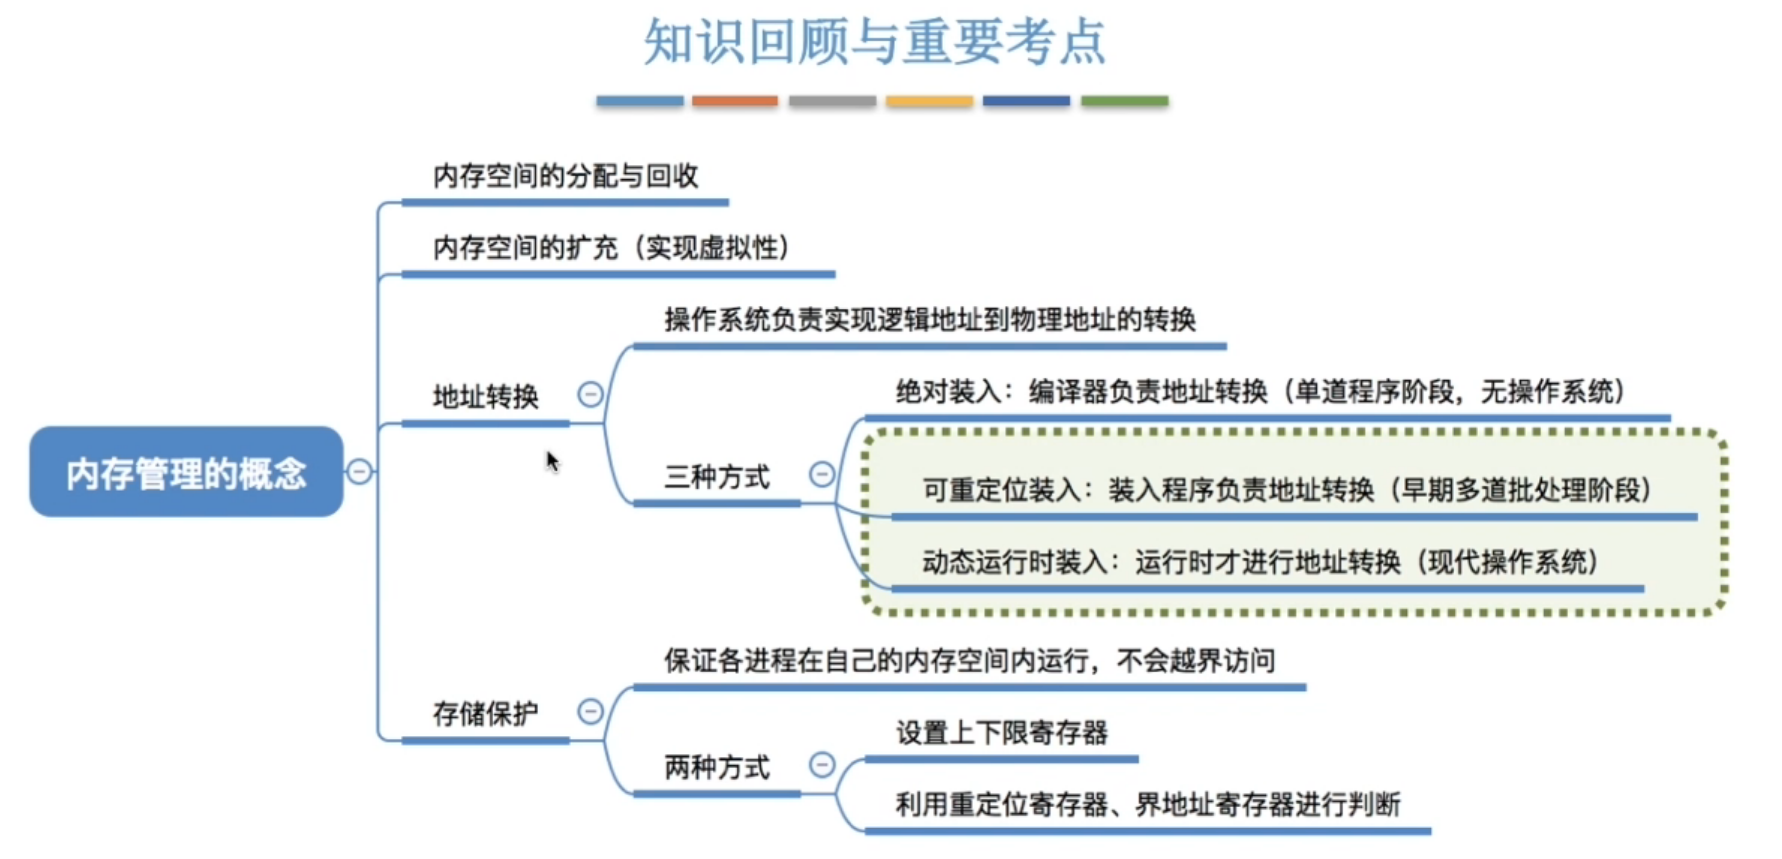 知识回顾与重要考点
内存空间的分配与回收
内存空间的扩充（实现虚拟性）
操作系统负责实现逻辑地址到物理地址的转换
绝对装入：编译器负责地址转换（单道程序阶段，无操作系统）
地址转换
内存管理的概念
三种方式
可重定位装入：装入程序负责地址转换（早期多道批处理阶段）
动态运行时装入：运行时才进行地址转换（现代操作系统）
保证各进程在自己的内存空间内运行，不会越界访问
存储保护
设置上下限寄存器
两种方式
利用重定位寄存器、界地址寄存器进行判断